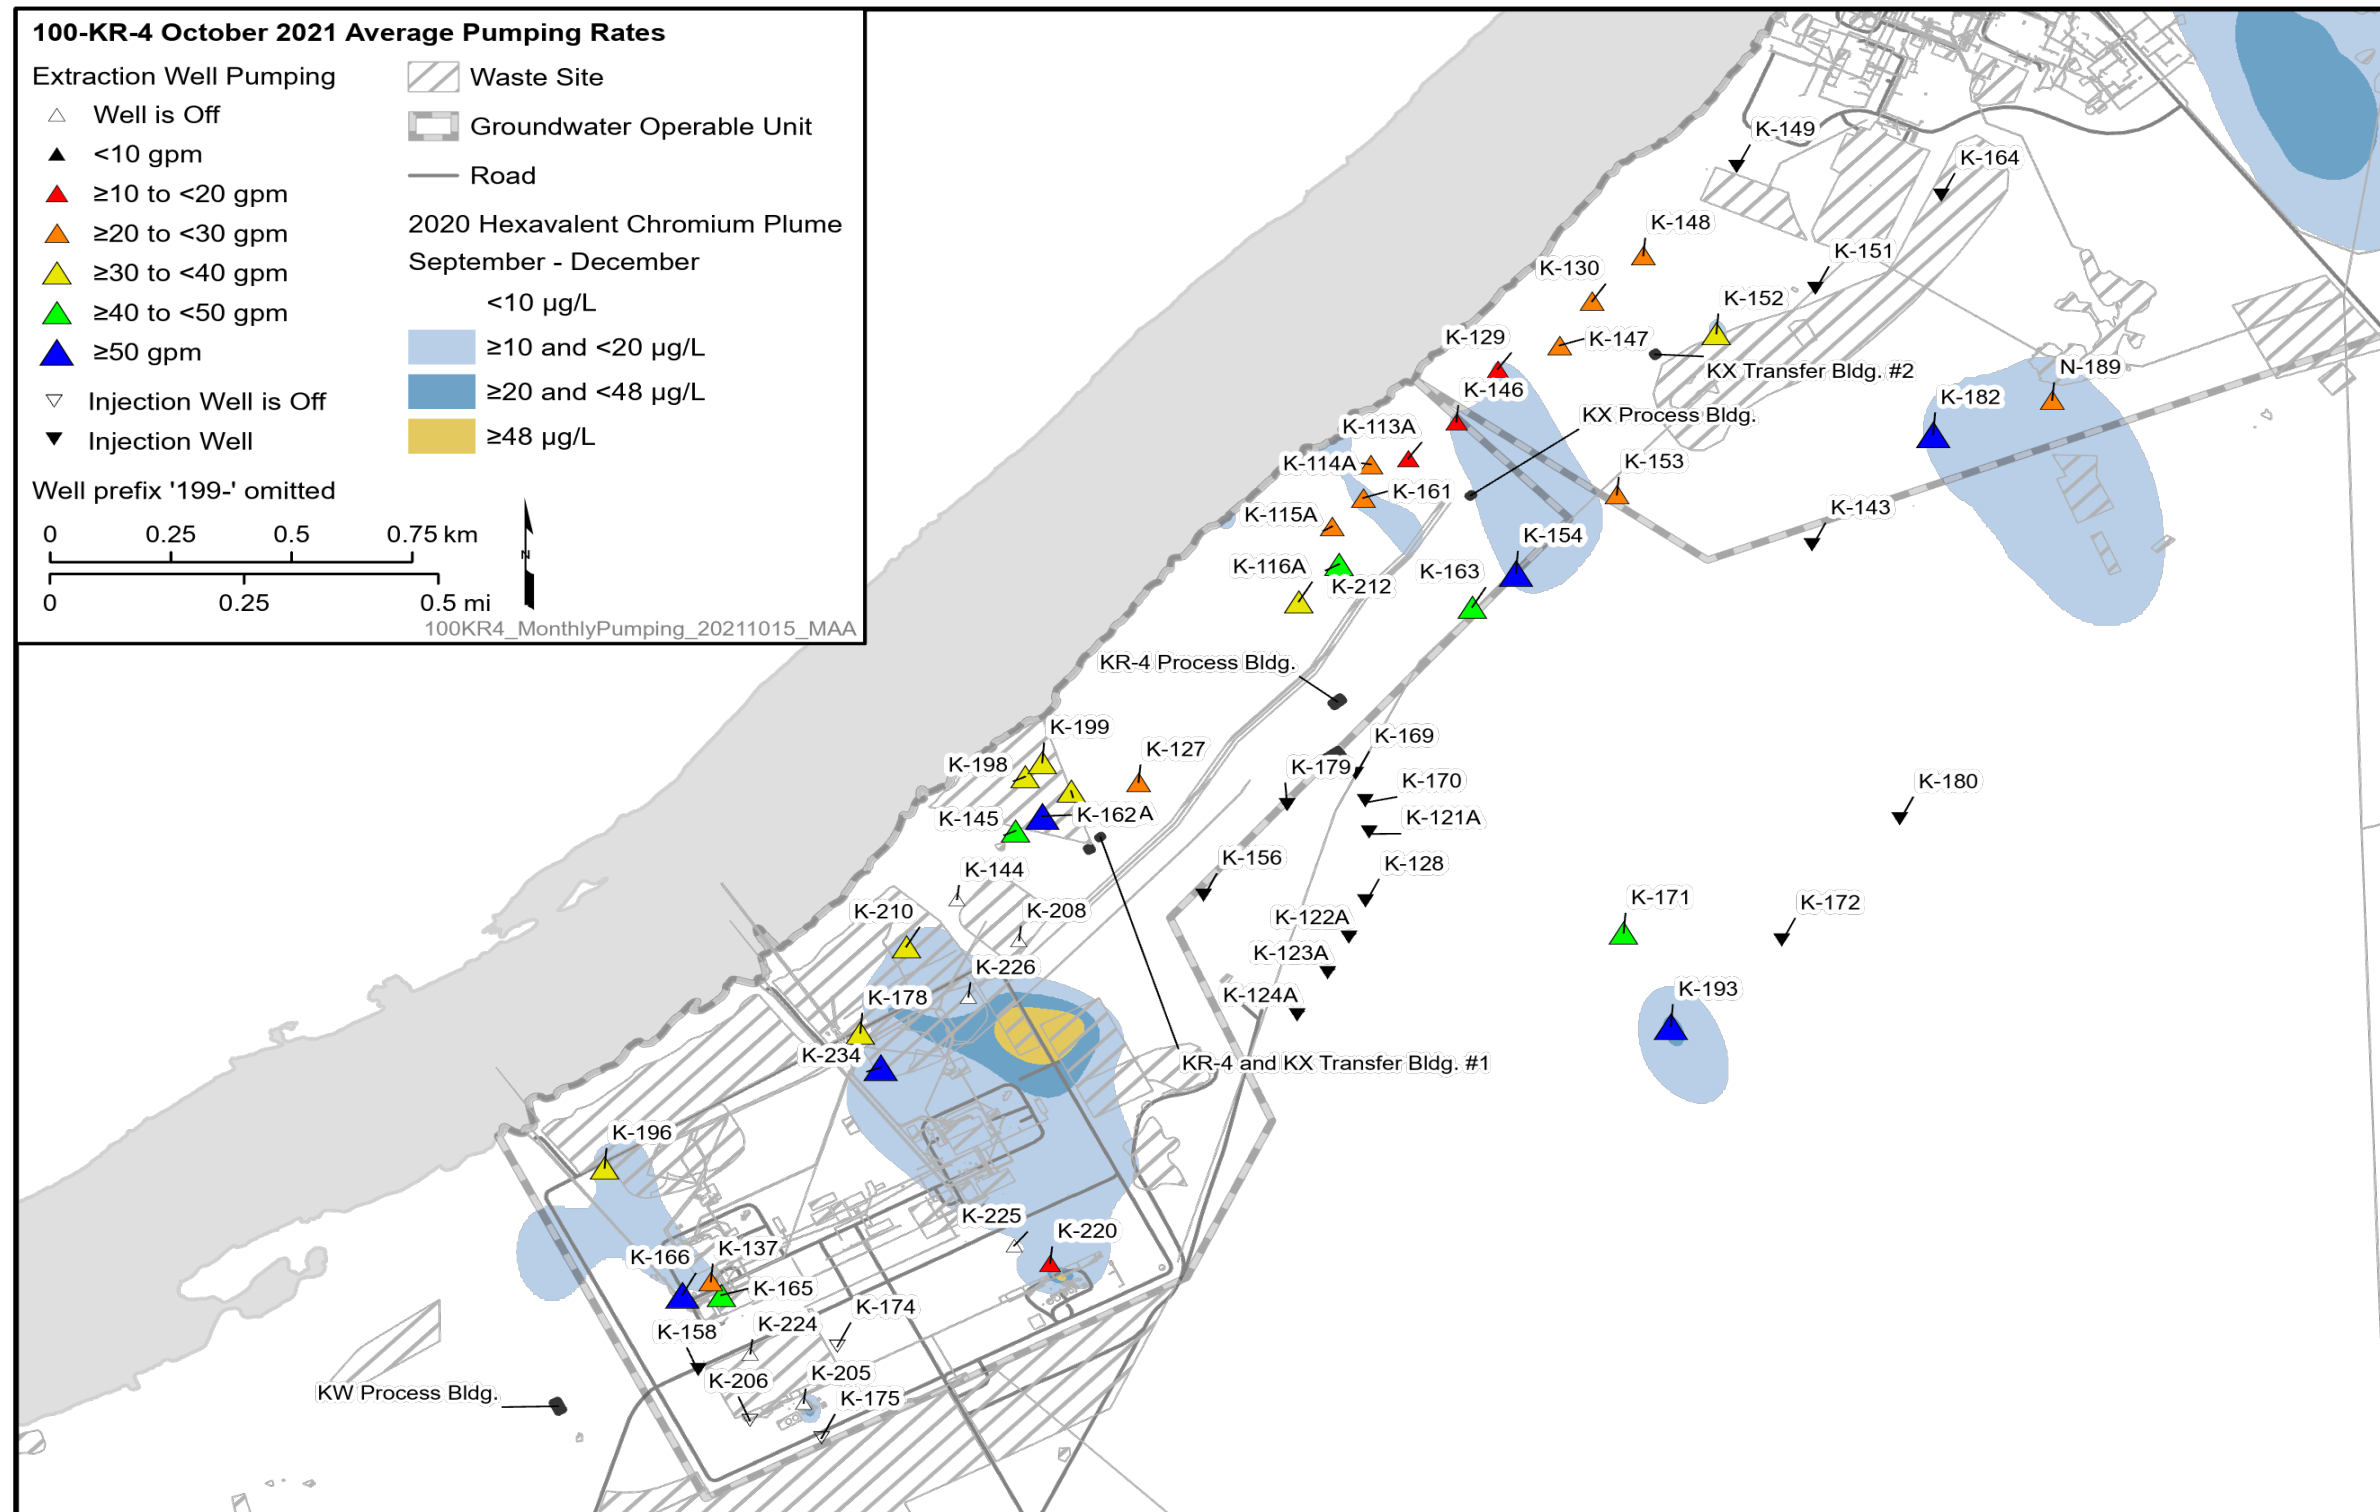 100-KR-4 October 2021 Average Pumping Rates
Extraction Well Pumping
Well is Off
<10 gpm
≥10 to <20 gpm
≥20 to <30 gpm
≥30 to <40 gpm
≥40 to <50 gpm
≥50 gpm
Injection Well is Off
Injection Well
Well prefix '199-' omitted
Waste Site
Groundwater Operable Unit
Road
2020 Hexavalent Chromium Plume
September - December
<10 µg/L
≥10 and <20 µg/L
≥20 and <48 µg/L
≥48 µg/L
0 0.25 0.5 0.75 km
0 0.25 0.5 mi
N
100KR4_MonthlyPumping_20211015_MAA
K-149
K-164
K-148
K-151
K-130
K-152
K-129
K-147
KX Transfer Bldg. #2
N-189
K-146
K-182
KX Process Bldg.
K-113A
K-114A
K-153
K-161
K-143
K-115A
K-154
K-116A
K-163
K-212
KR-4 Process Bldg.
K-199
K-169
K-127
K-198
K-179
K-170
K-180
K-162A
K-145
K-121A
K-156
K-128
K-144
K-171
K-172
K-210
K-208
K-122A
K-123A
K-226
K-193
K-178
K-124A
K-234
KR-4 and KX Transfer Bldg. #1
K-196
K-225
K-220
K-166
K-137
K-165
K-174
K-158
K-224
K-206
K-205
K-175
KW Process Bldg.